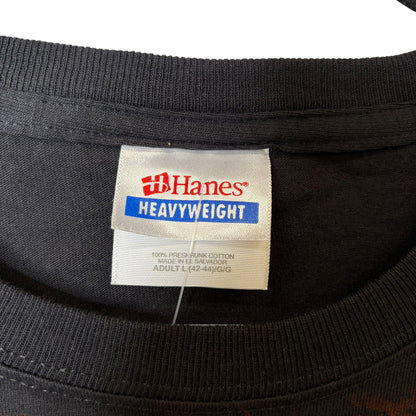 Hanes®
HEAVYWEIGHT
100% PRESHRUNK COTTON
MADE IN EL SALVADOR
ADULT L (42-44)/G/G